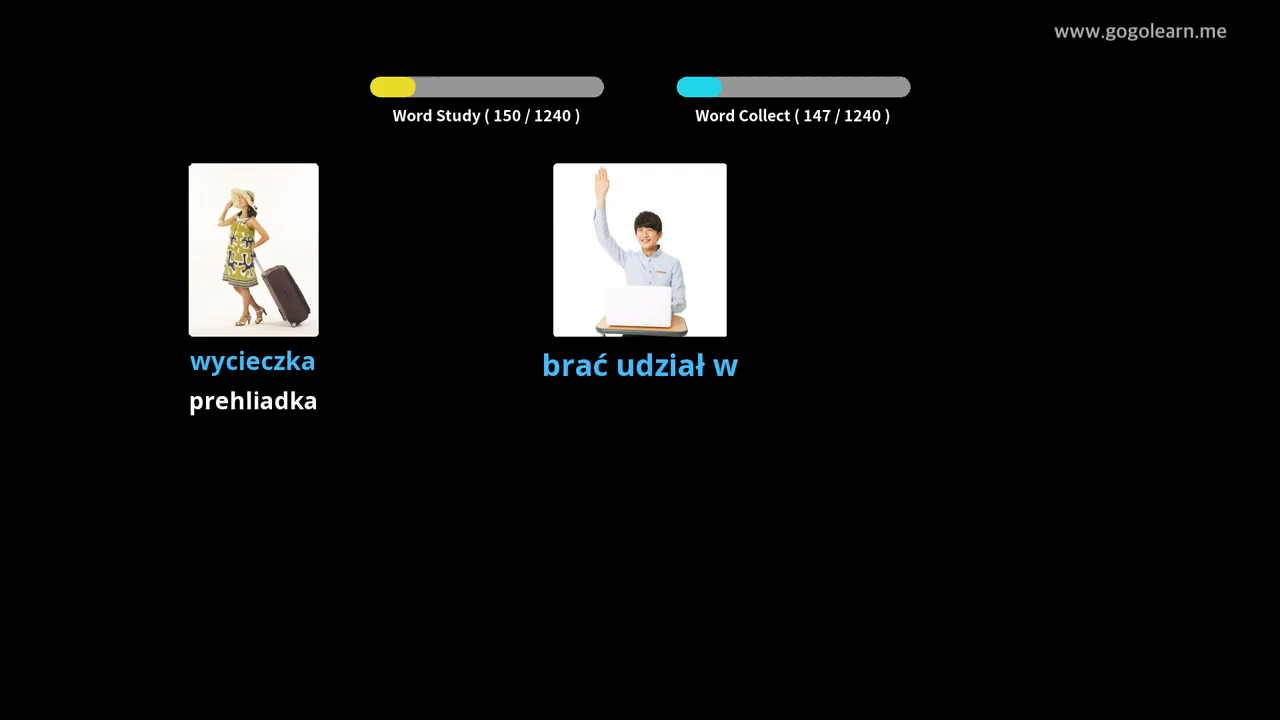 www.gogolearn.me
Word Study ( 150 / 1240 )
Word Collect ( 147 / 1240 )
wycieczka
prehliadka
brać udział w